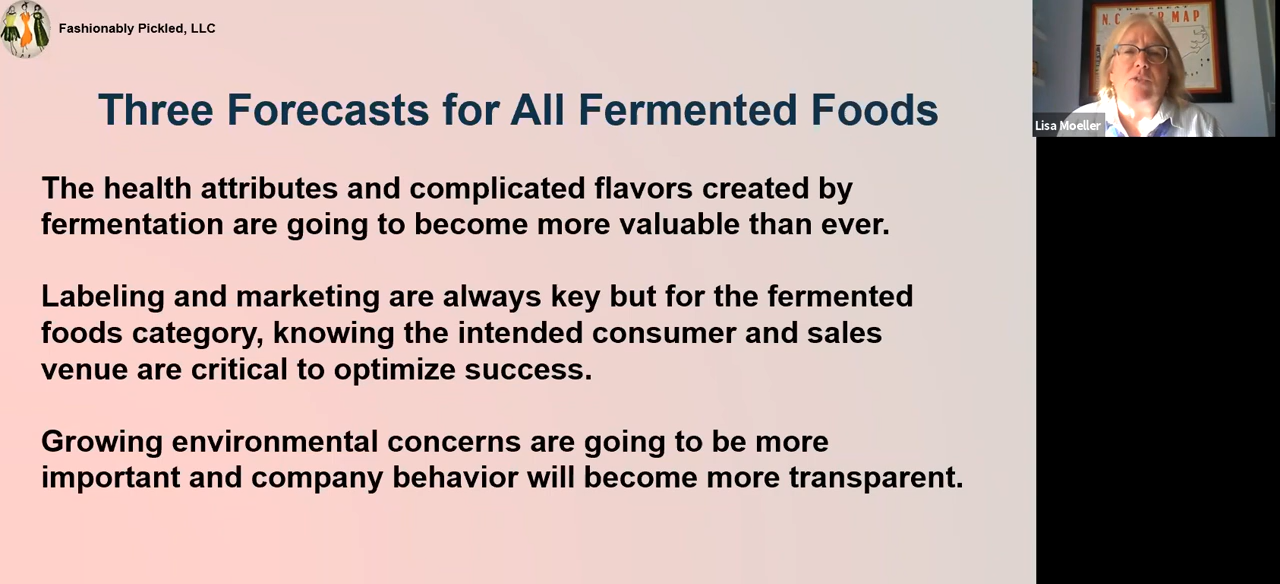 Fashionably Pickled, LLC
Three Forecasts for All Fermented Foods
The health attributes and complicated flavors created by
fermentation are going to become more valuable than ever.
Labeling and marketing are always key but for the fermented
foods category, knowing the intended consumer and sales
venue are critical to optimize success.
Growing environmental concerns are going to be more
important and company behavior will become more transparent.
THE GREAT
MAP
Lisa Moeller